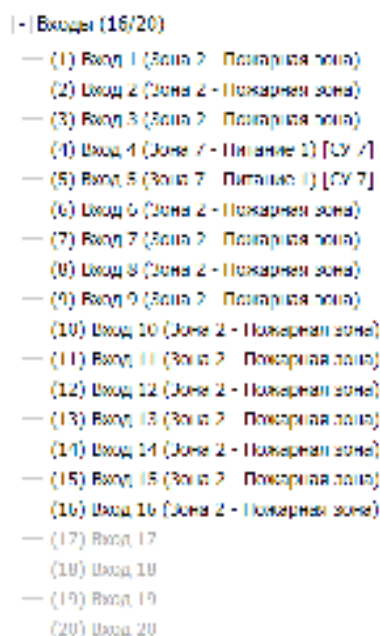 Входы (16/20)
(1) Вход 1 (Зона 2 - Пожарная зона)
(2) Вход 2 (Зона 2 - Пожарная зона)
(3) Вход 3 (Зона 2 - Пожарная зона)
(4) Вход 4 (Зона 7 - Питание 1) [СУ 7]
(5) Вход 5 (Зона 7 - Питание 1) [СУ 7]
(6) Вход 6 (Зона 2 - Пожарная зона)
(7) Вход 7 (Зона 2 - Пожарная зона)
(8) Вход 8 (Зона 2 - Пожарная зона)
(9) Вход 9 (Зона 2 - Пожарная зона)
(10) Вход 10 (Зона 2 - Пожарная зона)
(11) Вход 11 (Зона 2 - Пожарная зона)
(12) Вход 12 (Зона 2 - Пожарная зона)
(13) Вход 13 (Зона 2 - Пожарная зона)
(14) Вход 14 (Зона 2 - Пожарная зона)
(15) Вход 15 (Зона 2 - Пожарная зона)
(16) Вход 16 (Зона 2 - Пожарная зона)
(17) Вход 17
(18) Вход 18
(19) Вход 19
(20) Вход 20